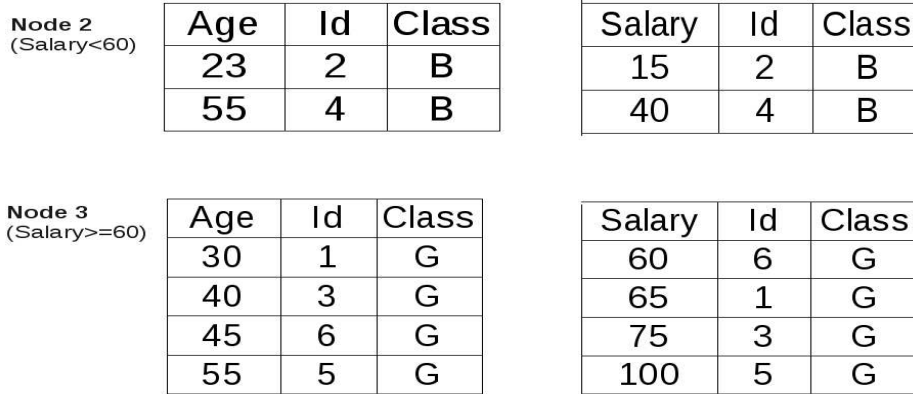 Node 2
(Salary<60)
Age Id Class
23 2 B
55 4 B
Salary Id Class
15 2 B
40 4 B
Node 3
(Salary>=60)
Age Id Class
30 1 G
40 3 G
45 6 G
55 5 G
Salary Id Class
60 6 G
65 1 G
75 3 G
100 5 G